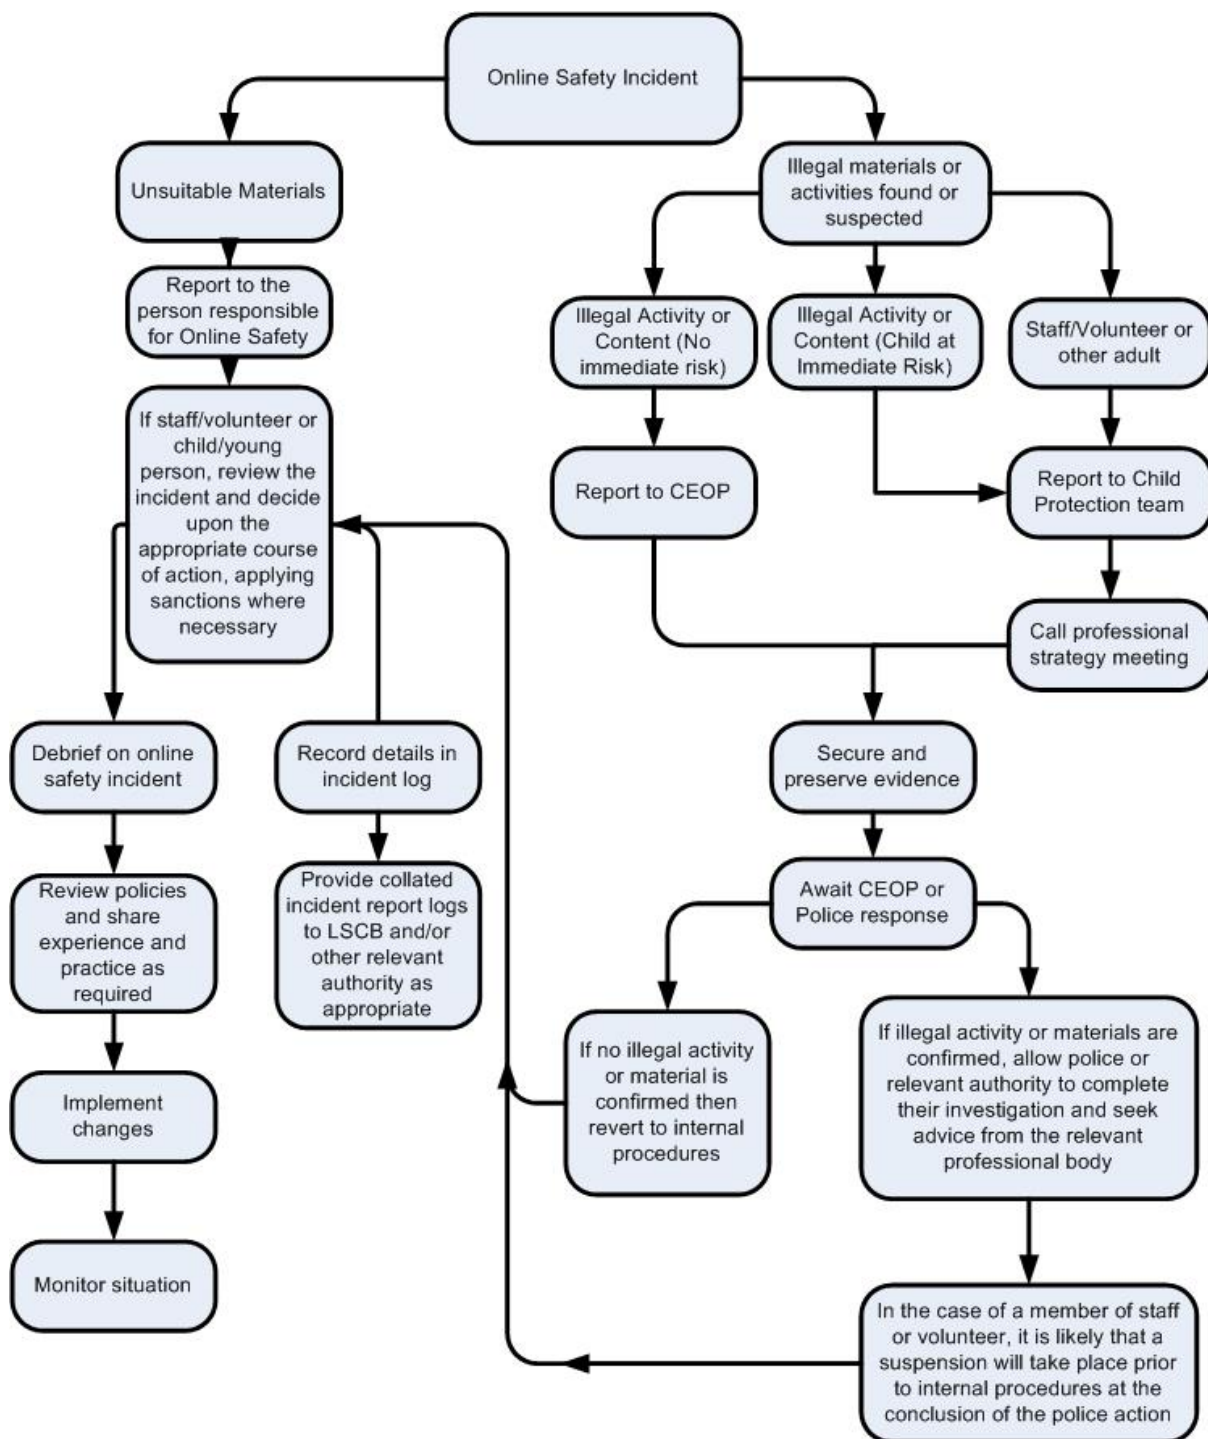 Online Safety Incident
Unsuitable Materials
Report to the
person responsible
for Online Safety
If staff/volunteer or
child/young
person, review the
incident and decide
upon the
appropriate course
of action, applying
sanctions where
necessary
Debrief on online
safety incident
Review policies
and share
experience and
practice as
required
Implement
changes
Monitor situation
Record details in
incident log
Provide collated
incident report logs
to LSCB and/or
other relevant
authority as
appropriate
Illegal materials or
activities found or
suspected
Illegal Activity or
Content (No
immediate risk)
Illegal Activity or
Content (Child at
Immediate Risk)
Staff/Volunteer or
other adult
Report to CEOP
Report to Child
Protection team
Call professional
strategy meeting
Secure and
preserve evidence
Await CEOP or
Police response
If no illegal activity
or material is
confirmed then
revert to internal
procedures
If illegal activity or materials are
confirmed, allow police or
relevant authority to complete
their investigation and seek
advice from the relevant
professional body
In the case of a member of staff
or volunteer, it is likely that a
suspension will take place prior
to internal procedures at the
conclusion of the police action